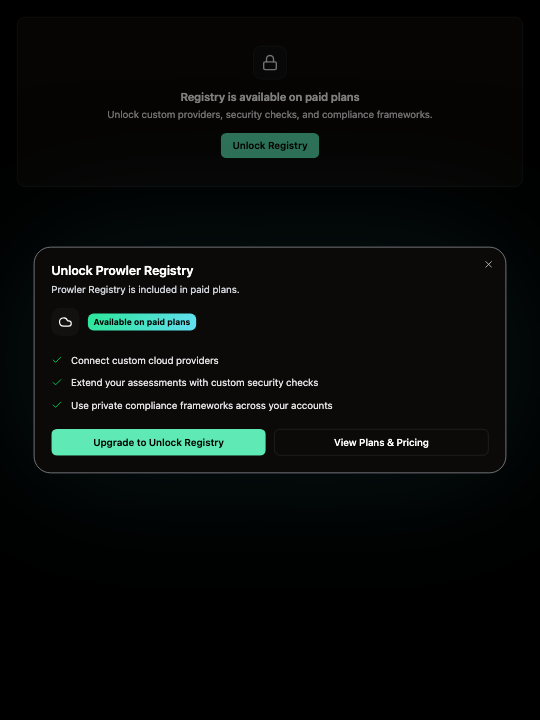 Registry is available on paid plans
Unlock custom providers, security checks, and compliance frameworks.
Unlock Registry
Unlock Prowler Registry
Prowler Registry is included in paid plans.
Available on paid plans
Connect custom cloud providers
Extend your assessments with custom security checks
Use private compliance frameworks across your accounts
Upgrade to Unlock Registry
View Plans & Pricing